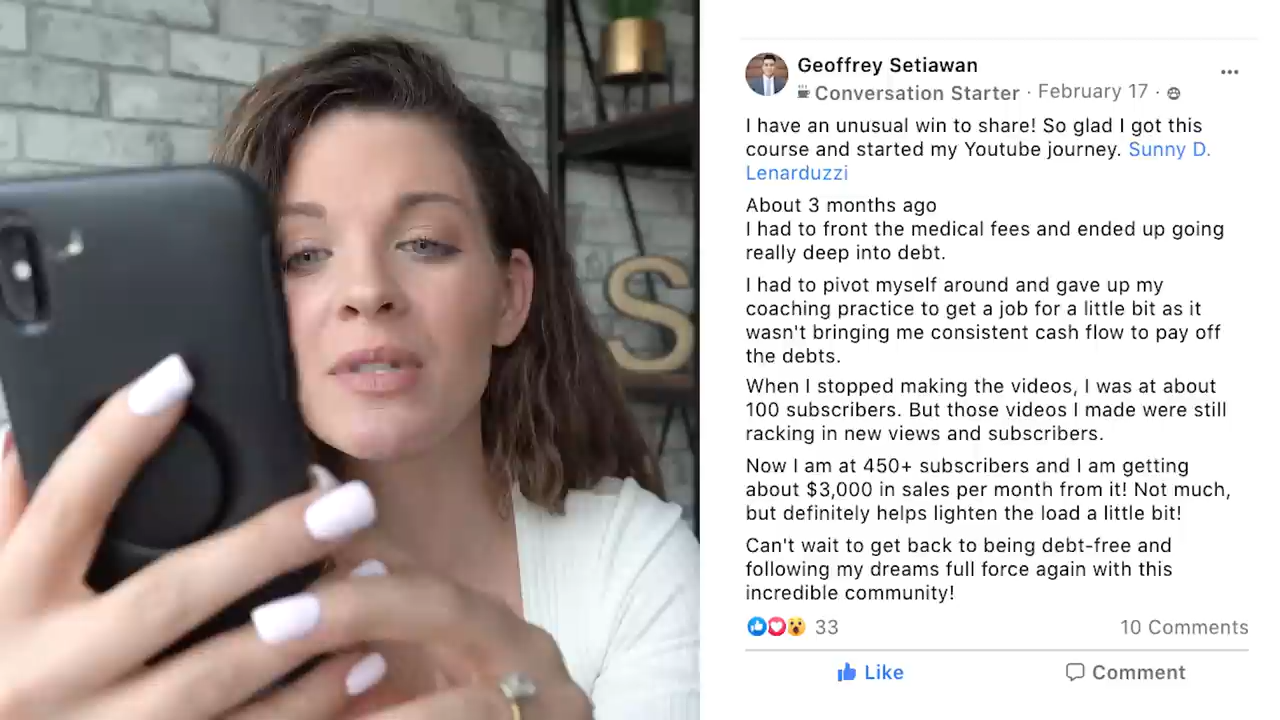 S
Geoffrey Setiawan
Conversation Starter · February 17 ·
I have an unusual win to share! So glad I got this
course and started my Youtube journey. Sunny D.
Lenarduzzi
About 3 months ago
I had to front the medical fees and ended up going
really deep into debt.
I had to pivot myself around and gave up my
coaching practice to get a job for a little bit as it
wasn't bringing me consistent cash flow to pay off
the debts.
When I stopped making the videos, I was at about
100 subscribers. But those videos I made were still
racking in new views and subscribers.
Now I am at 450+ subscribers and I am getting
about $3,000 in sales per month from it! Not much,
but definitely helps lighten the load a little bit!
Can't wait to get back to being debt-free and
following my dreams full force again with this
incredible community!
33 10 Comments
Like Comment